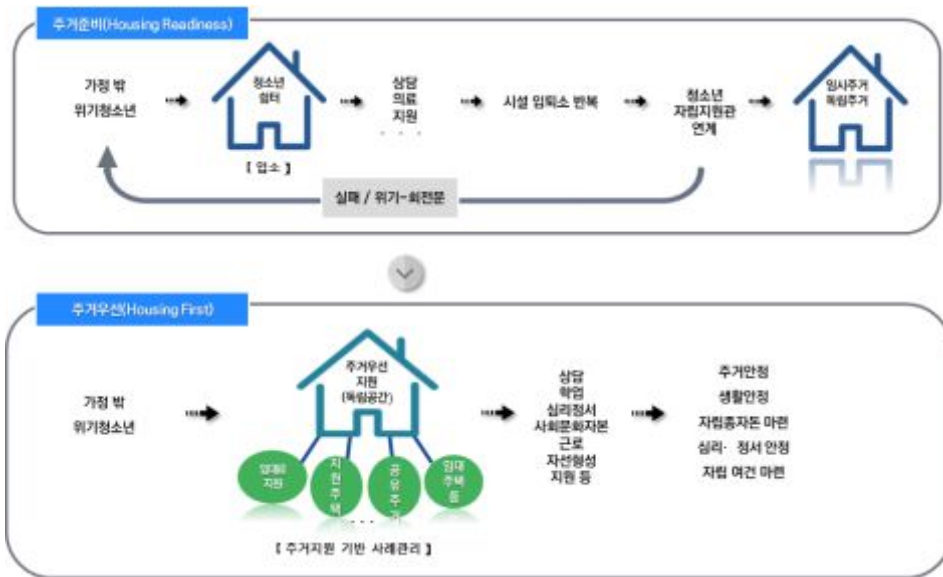 주거준비(Housing Readiness)
가정 밖
위기청소년
청소년
쉼터
【 입소 】
상담
의료
지원
. . . .
시설 입퇴소 반복
청소년
자립지원관
연계
임시주거
독립주거
실패 / 위기-회전문
주거우선(Housing First)
가정 밖
위기청소년
주거우선
지원
(독립공간)
임대료
지원
지원주택
공유주거
임대
주택
등
. . .
【 주거지원 기반 사례관리 】
상담
학업
심리정서
사회문화자본
근로
자선형성
지원 등
주거안정
생활안정
자립종자돈 마련
심리· 정서 안정
자립 여건 마련